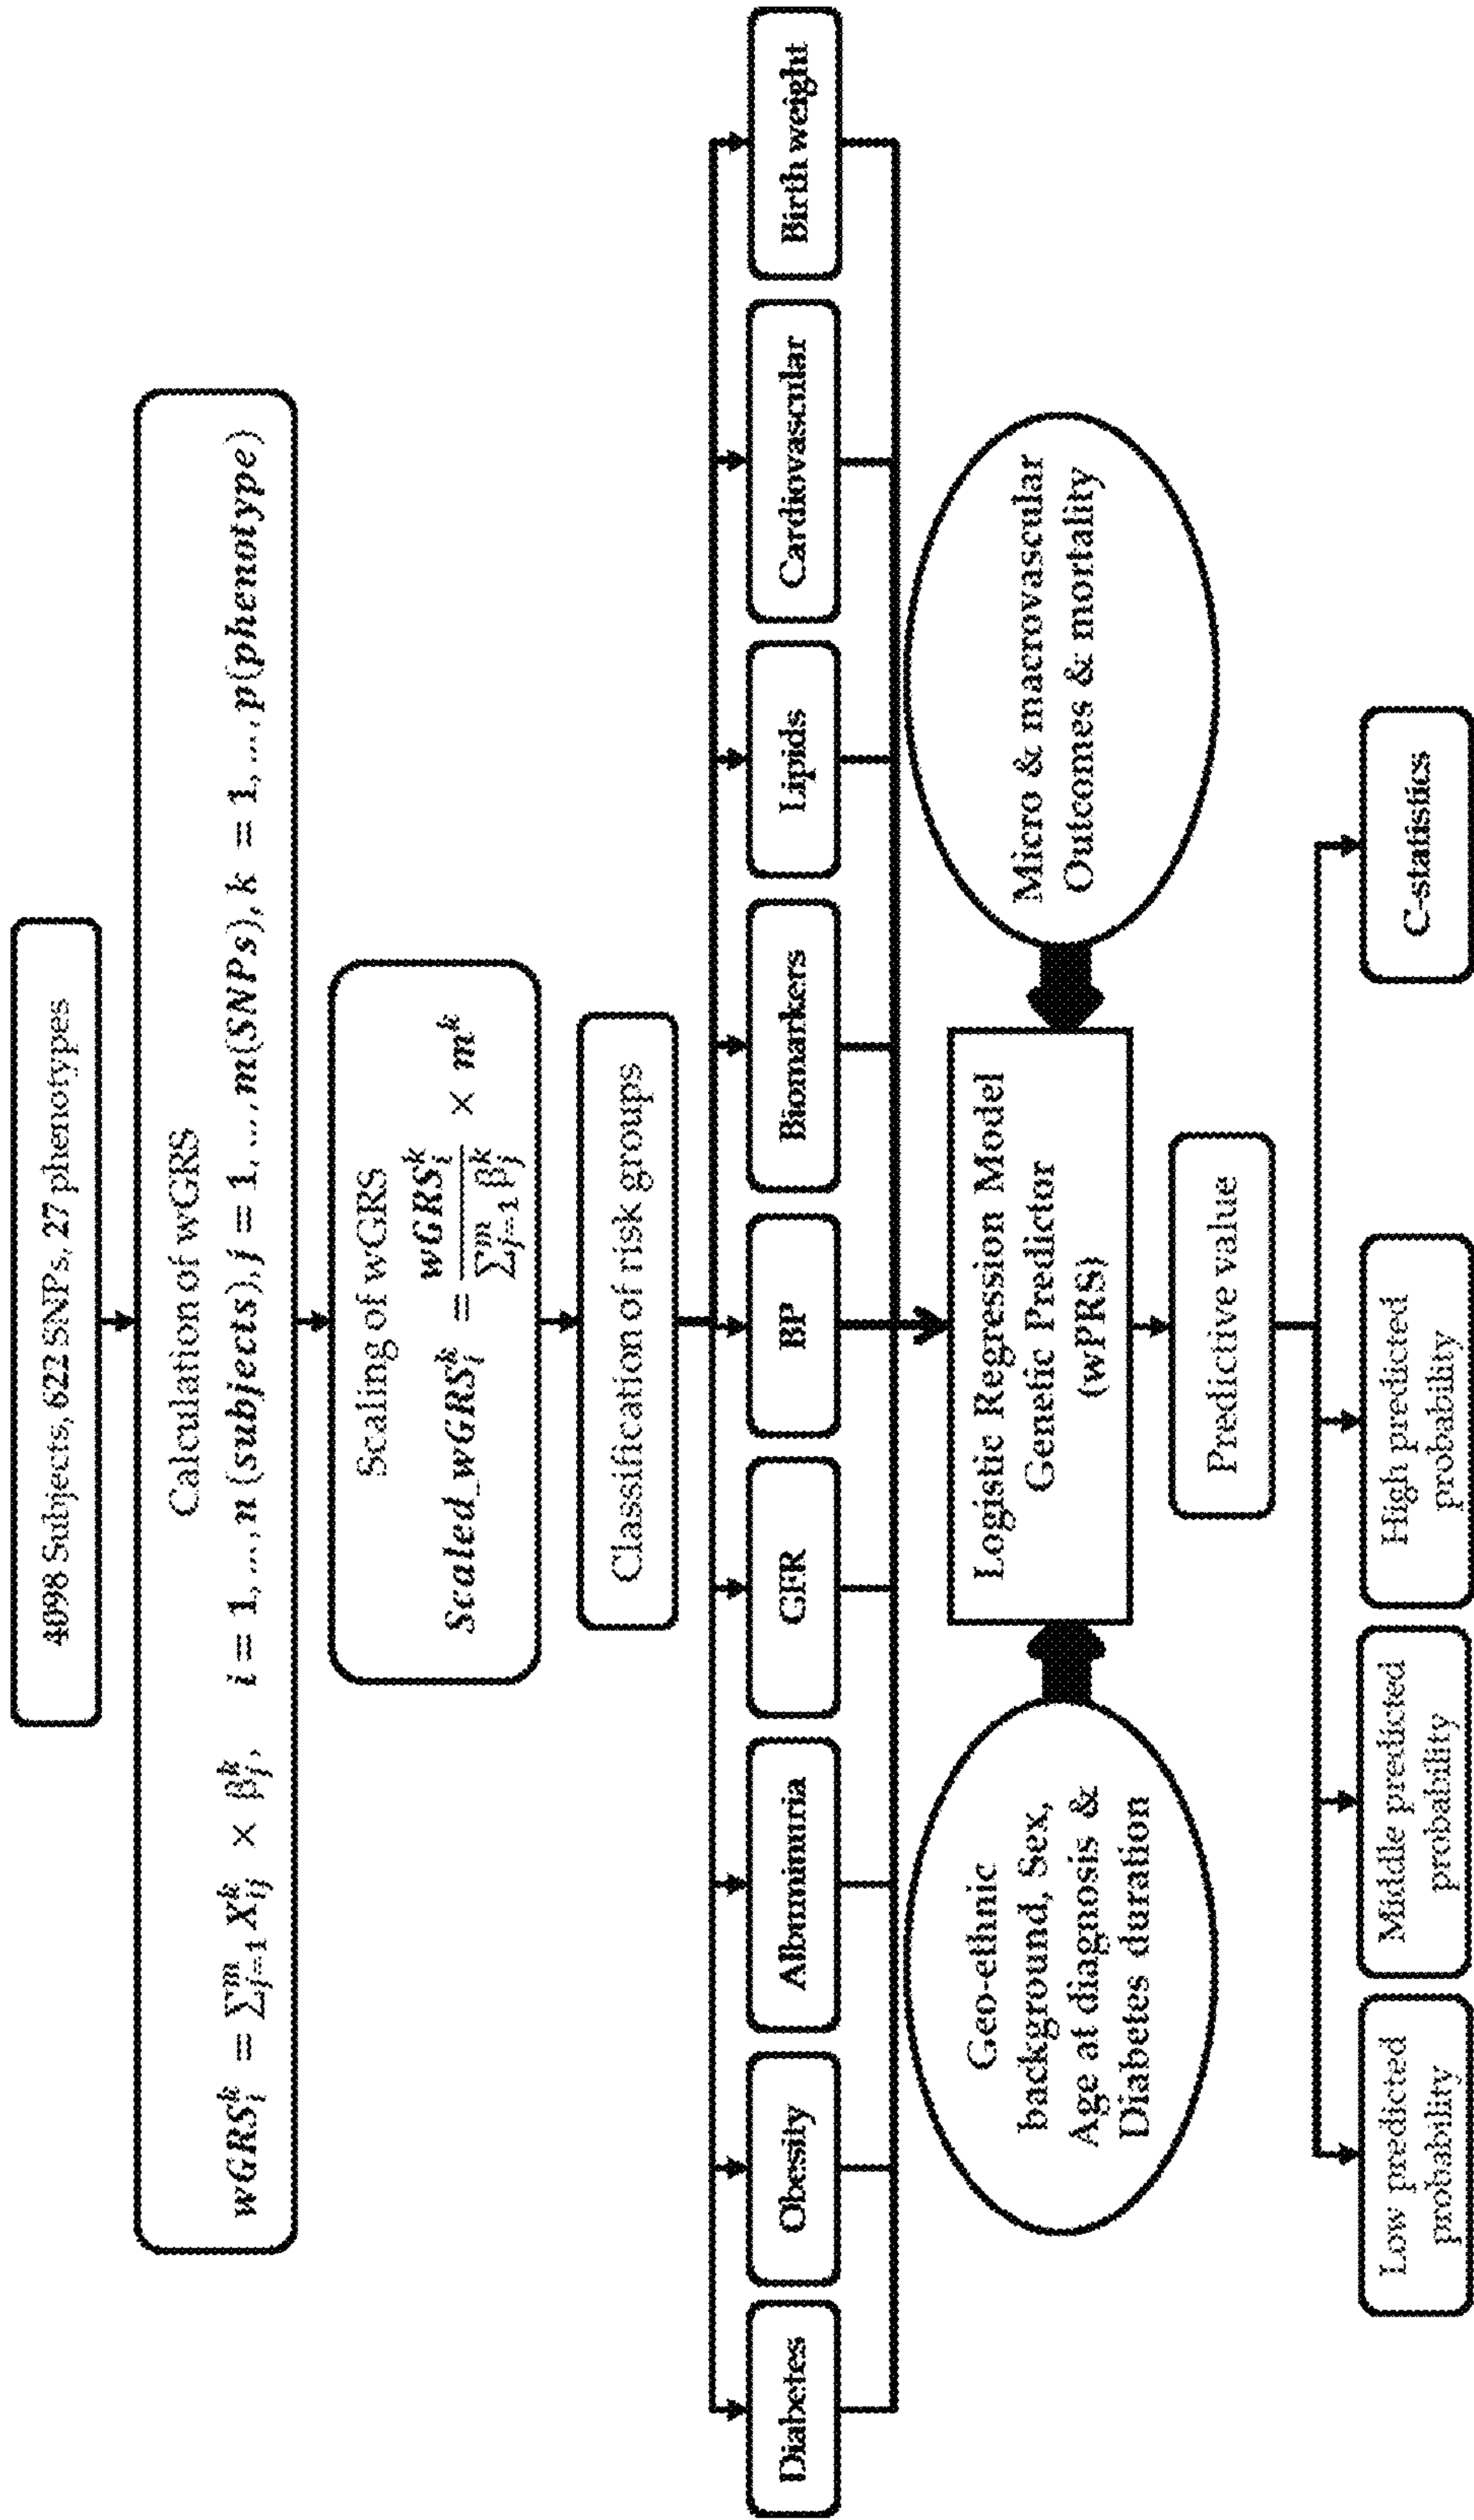 4098 Subjects, 622 SNPs, 27 phenotypes
Calculation of wGRS
wGRS_i^k = Σ_{j=1}^m X_{ij}^k × β_j^k, i = 1, ..., n (subjects), j = 1, ..., m(SNPs), k = 1, ..., p(phenotype)
Scaling of wGRS
Scaled_wGRS_i^k = wGRS_i^k / Σ_{j=1}^m β_j^k × m^k
Classification of risk groups
Diabetes
Obesity
Albuminuria
GFR
BP
Biomarkers
Lipids
Cardiovascular
Birth weight
Geo-ethnic
background, Sex,
Age at diagnosis &
Diabetes duration
Logistic Regression Model
Genetic Predictor
(wPRS)
Micro & macrovascular
Outcomes & mortality
Predictive value
Low predicted
probability
Middle predicted
probability
High predicted
probability
C-statistics